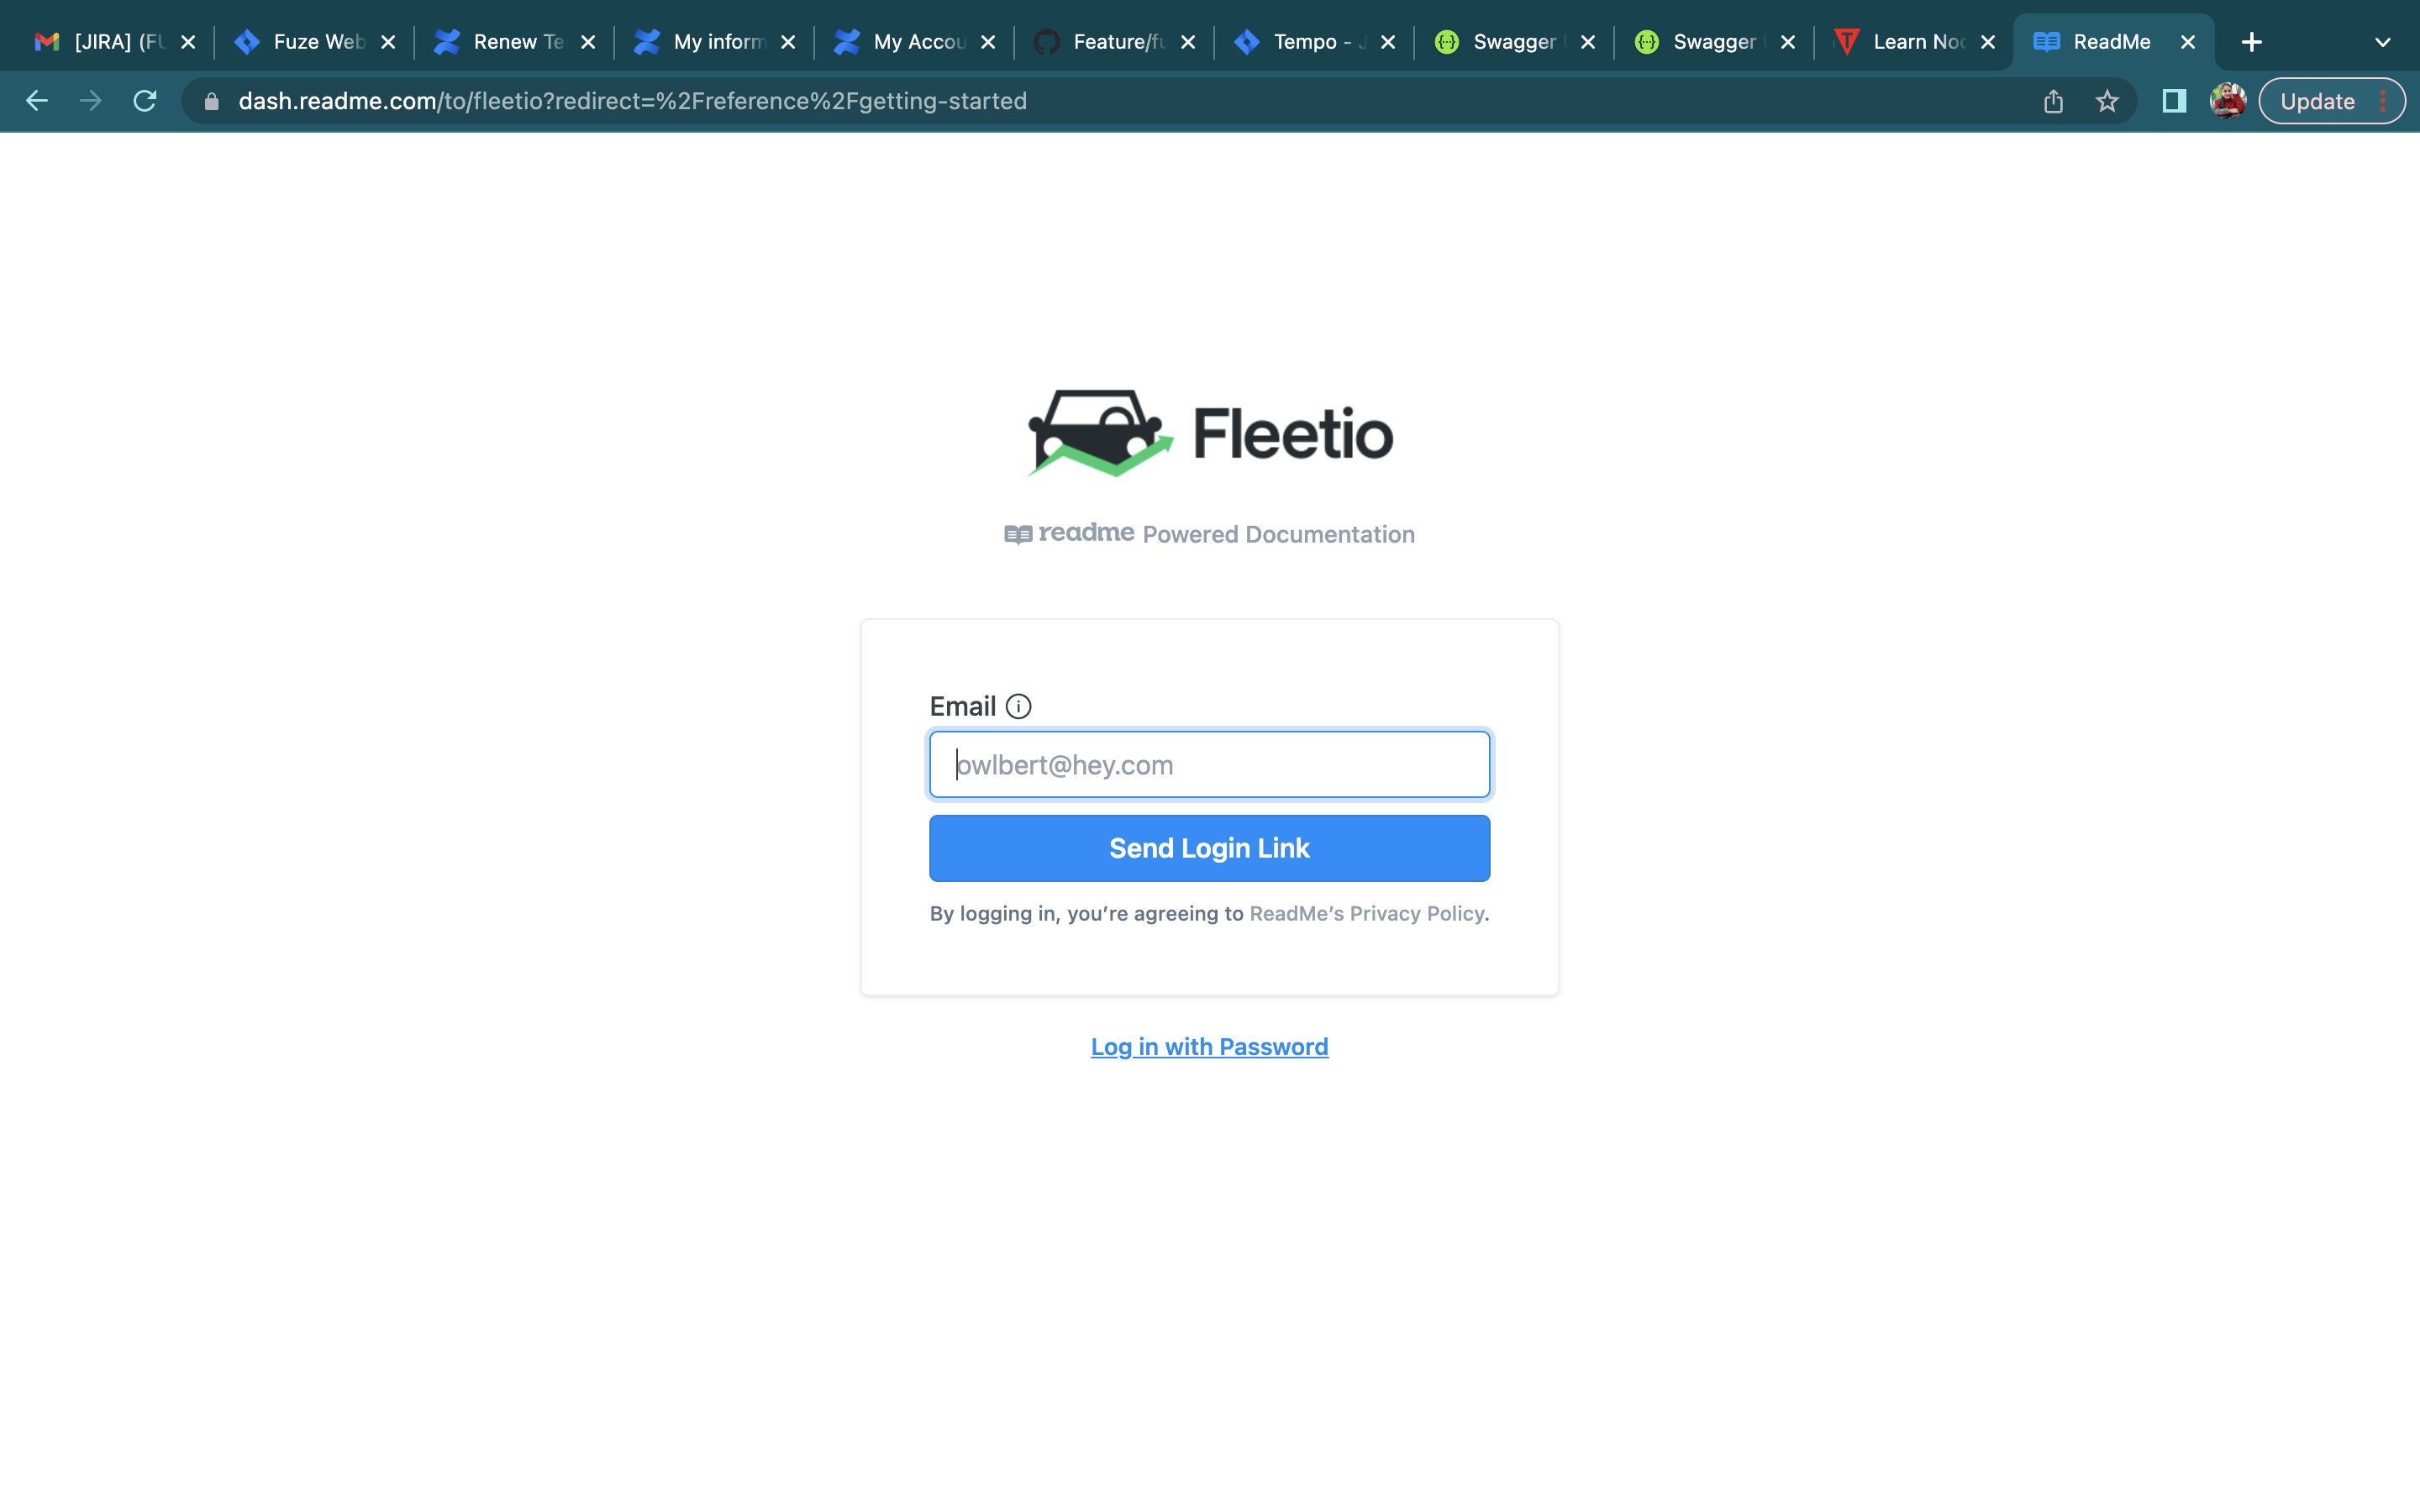 [JIRA] (FU
Fuze Web
Renew Te
My inform
My Accou
Feature/fu
Tempo - J
Swagger U
Swagger U
Learn Noc
ReadMe
dash.readme.com/to/fleetio?redirect=%2Freference%2Fgetting-started
Update
Fleetio
readme Powered Documentation
Email
owlbert@hey.com
Send Login Link
By logging in, you’re agreeing to ReadMe’s Privacy Policy.
Log in with Password